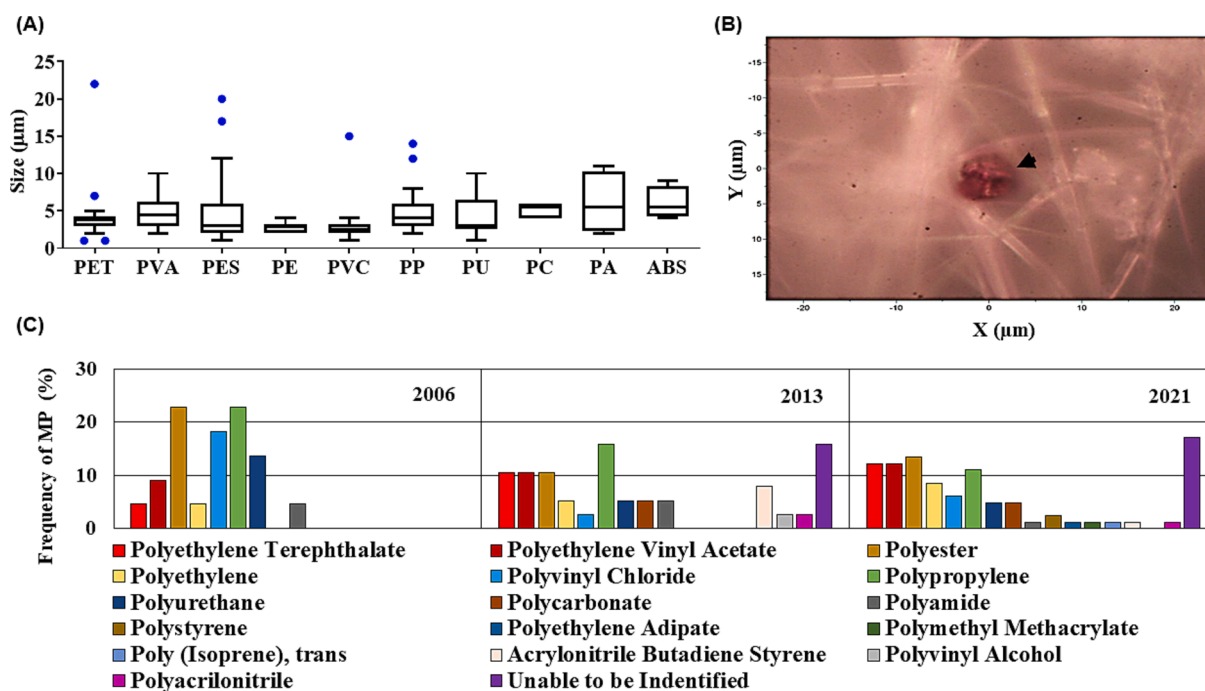 (A)
25
20
15
10
5
0
Size (µm)
PET PVA PES PE PVC PP PU PC PA ABS
(B)
-15
-10
-5
0
5
10
15
Y (µm)
-20 -10 0 10 20
X (µm)
(C)
30
20
10
0
Frequency of MP (%)
2006 2013 2021
Polyethylene Terephthalate Polyethylene Vinyl Acetate Polyester
Polyethylene Polyvinyl Chloride Polypropylene
Polyurethane Polycarbonate Polyamide
Polystyrene Polyethylene Adipate Polymethyl Methacrylate
Poly (Isoprene), trans Acrylonitrile Butadiene Styrene Polyvinyl Alcohol
Polyacrilonitrile Unable to be Indentified